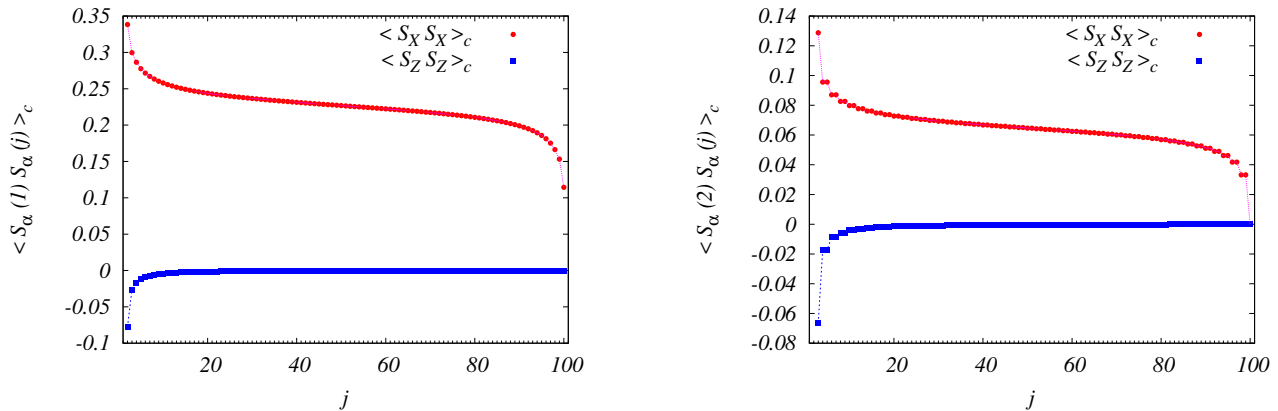 0.35
0.3
0.25
0.2
0.15
0.1
0.05
0
-0.05
-0.1
< S_α (1) S_α (j) >_c
< S_X S_X >_c
< S_Z S_Z >_c
20 40 60 80 100
j
0.14
0.12
0.1
0.08
0.06
0.04
0.02
0
-0.02
-0.04
-0.06
-0.08
< S_α (2) S_α (j) >_c
< S_X S_X >_c
< S_Z S_Z >_c
20 40 60 80 100
j